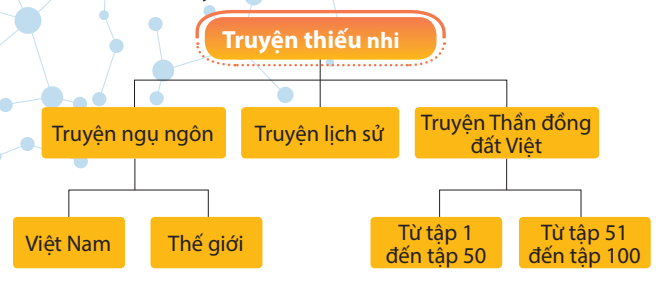 Truyện thiếu nhi
Truyện ngụ ngôn
Truyện lịch sử
Truyện Thần đồng
đất Việt
Việt Nam
Thế giới
Từ tập 1
đến tập 50
Từ tập 51
đến tập 100